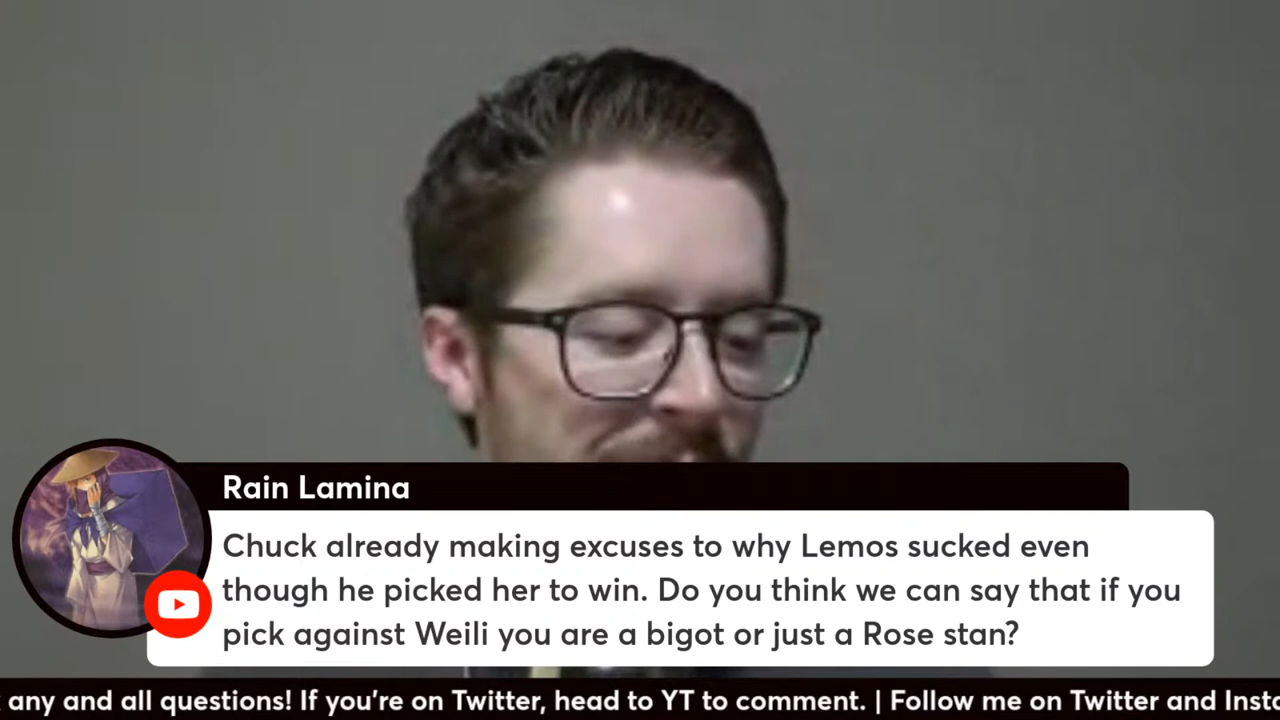 Rain Lamina
Chuck already making excuses to why Lemos sucked even
though he picked her to win. Do you think we can say that if you
pick against Weili you are a bigot or just a Rose stan?
any and all questions! If you're on Twitter, head to YT to comment. | Follow me on Twitter and Insta